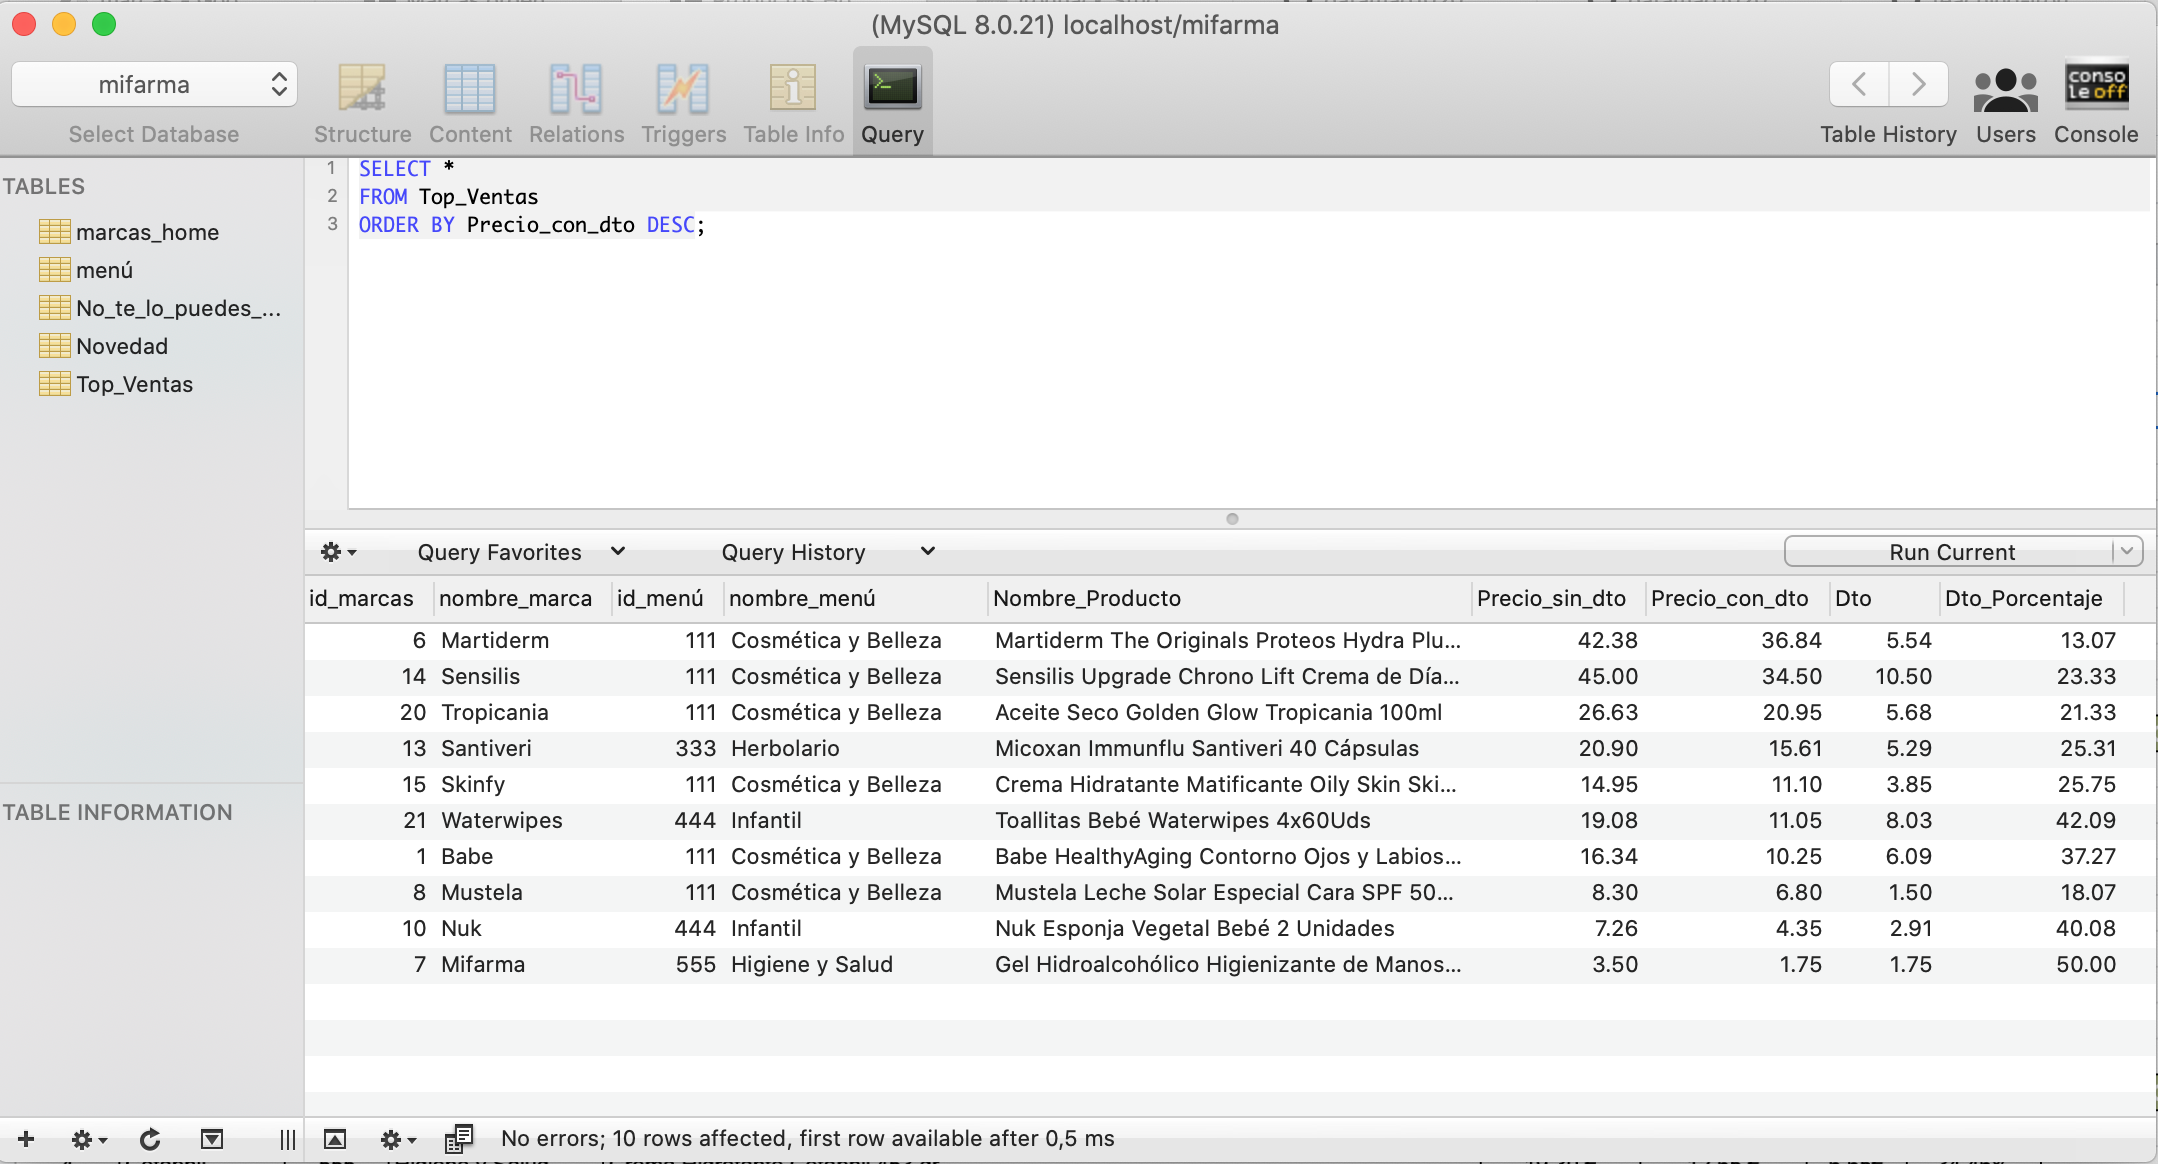 (MySQL 8.0.21) localhost/mifarma
mifarma
Select Database
Structure
Content
Relations
Triggers
Table Info
Query
Table History
Users
conso
le off
Console
TABLES
marcas_home
menú
No_te_lo_puedes_...
Novedad
Top_Ventas
TABLE INFORMATION
1 SELECT *
2 FROM Top_Ventas
3 ORDER BY Precio_con_dto DESC;
Query Favorites
Query History
Run Current
id_marcas nombre_marca id_menú nombre_menú Nombre_Producto Precio_sin_dto Precio_con_dto Dto Dto_Porcentaje
6 Martiderm 111 Cosmética y Belleza Martiderm The Originals Proteos Hydra Plu... 42.38 36.84 5.54 13.07
14 Sensilis 111 Cosmética y Belleza Sensilis Upgrade Chrono Lift Crema de Día... 45.00 34.50 10.50 23.33
20 Tropicania 111 Cosmética y Belleza Aceite Seco Golden Glow Tropicania 100ml 26.63 20.95 5.68 21.33
13 Santiveri 333 Herbolario Micoxan Immunflu Santiveri 40 Cápsulas 20.90 15.61 5.29 25.31
15 Skinfy 111 Cosmética y Belleza Crema Hidratante Matificante Oily Skin Ski... 14.95 11.10 3.85 25.75
21 Waterwipes 444 Infantil Toallitas Bebé Waterwipes 4x60Uds 19.08 11.05 8.03 42.09
1 Babe 111 Cosmética y Belleza Babe HealthyAging Contorno Ojos y Labios... 16.34 10.25 6.09 37.27
8 Mustela 111 Cosmética y Belleza Mustela Leche Solar Especial Cara SPF 50... 8.30 6.80 1.50 18.07
10 Nuk 444 Infantil Nuk Esponja Vegetal Bebé 2 Unidades 7.26 4.35 2.91 40.08
7 Mifarma 555 Higiene y Salud Gel Hidroalcohólico Higienizante de Manos... 3.50 1.75 1.75 50.00
No errors; 10 rows affected, first row available after 0,5 ms